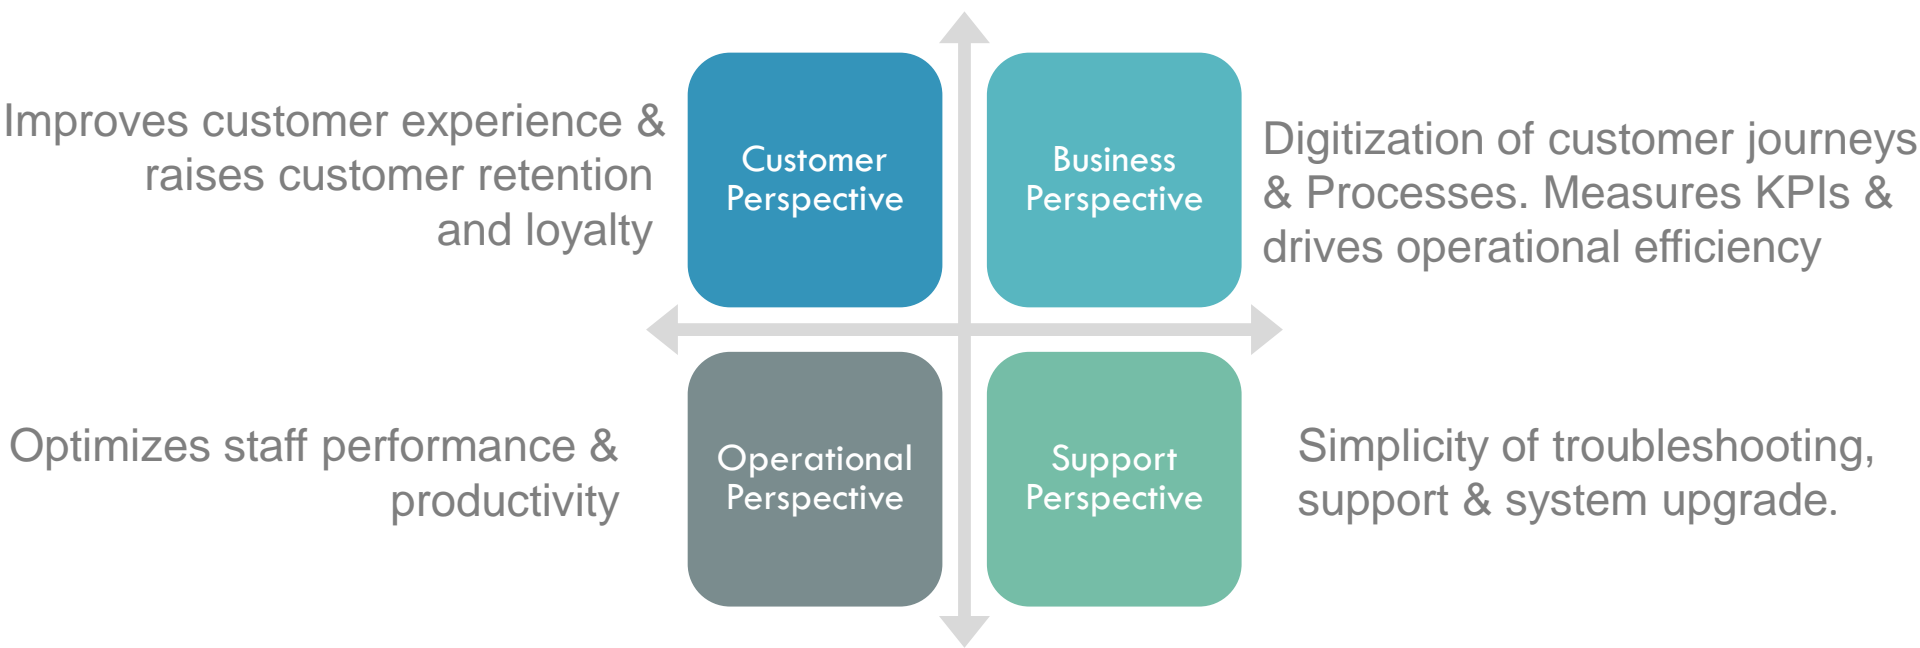 Improves customer experience &
raises customer retention
and loyalty
Customer
Perspective
Business
Perspective
Digitization of customer journeys
& Processes. Measures KPIs &
drives operational efficiency
Optimizes staff performance &
productivity
Operational
Perspective
Support
Perspective
Simplicity of troubleshooting,
support & system upgrade.